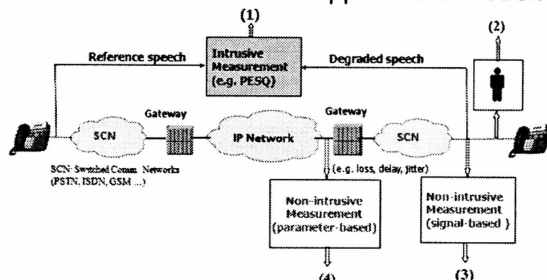 (1)
(2)
Reference speech
Intrusive
Measurement
(e.g. PESQ)
Degraded speech
Gateway
Gateway
SCN
IP Network
SCN
SCN: Switched Comm. Networks
(PSTN, ISDN, GSM ...)
(e.g. loss, delay, jitter)
Non-intrusive
Measurement
(parameter-based)
Non-intrusive
Measurement
(signal-based )
(4)
(3)